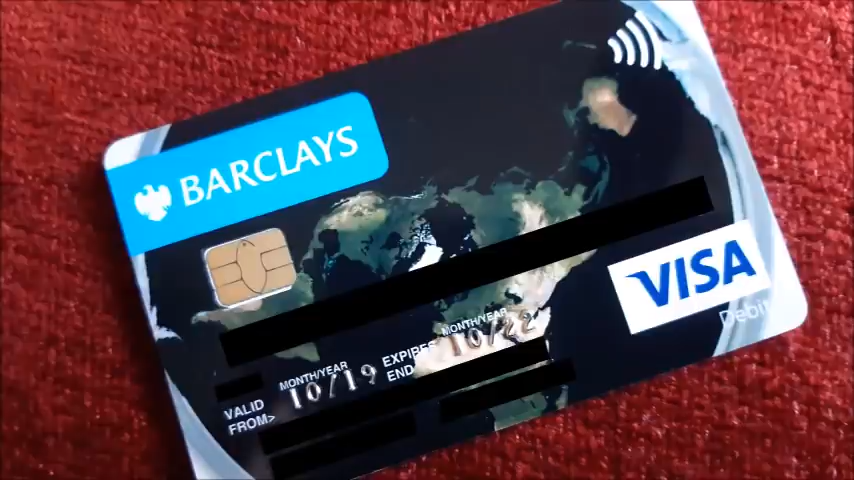 BARCLAYS
VISA
Debit
MONTH/YEAR
MONTH/YEAR
VALID FROM> 10/19 EXPIRES END 10/22